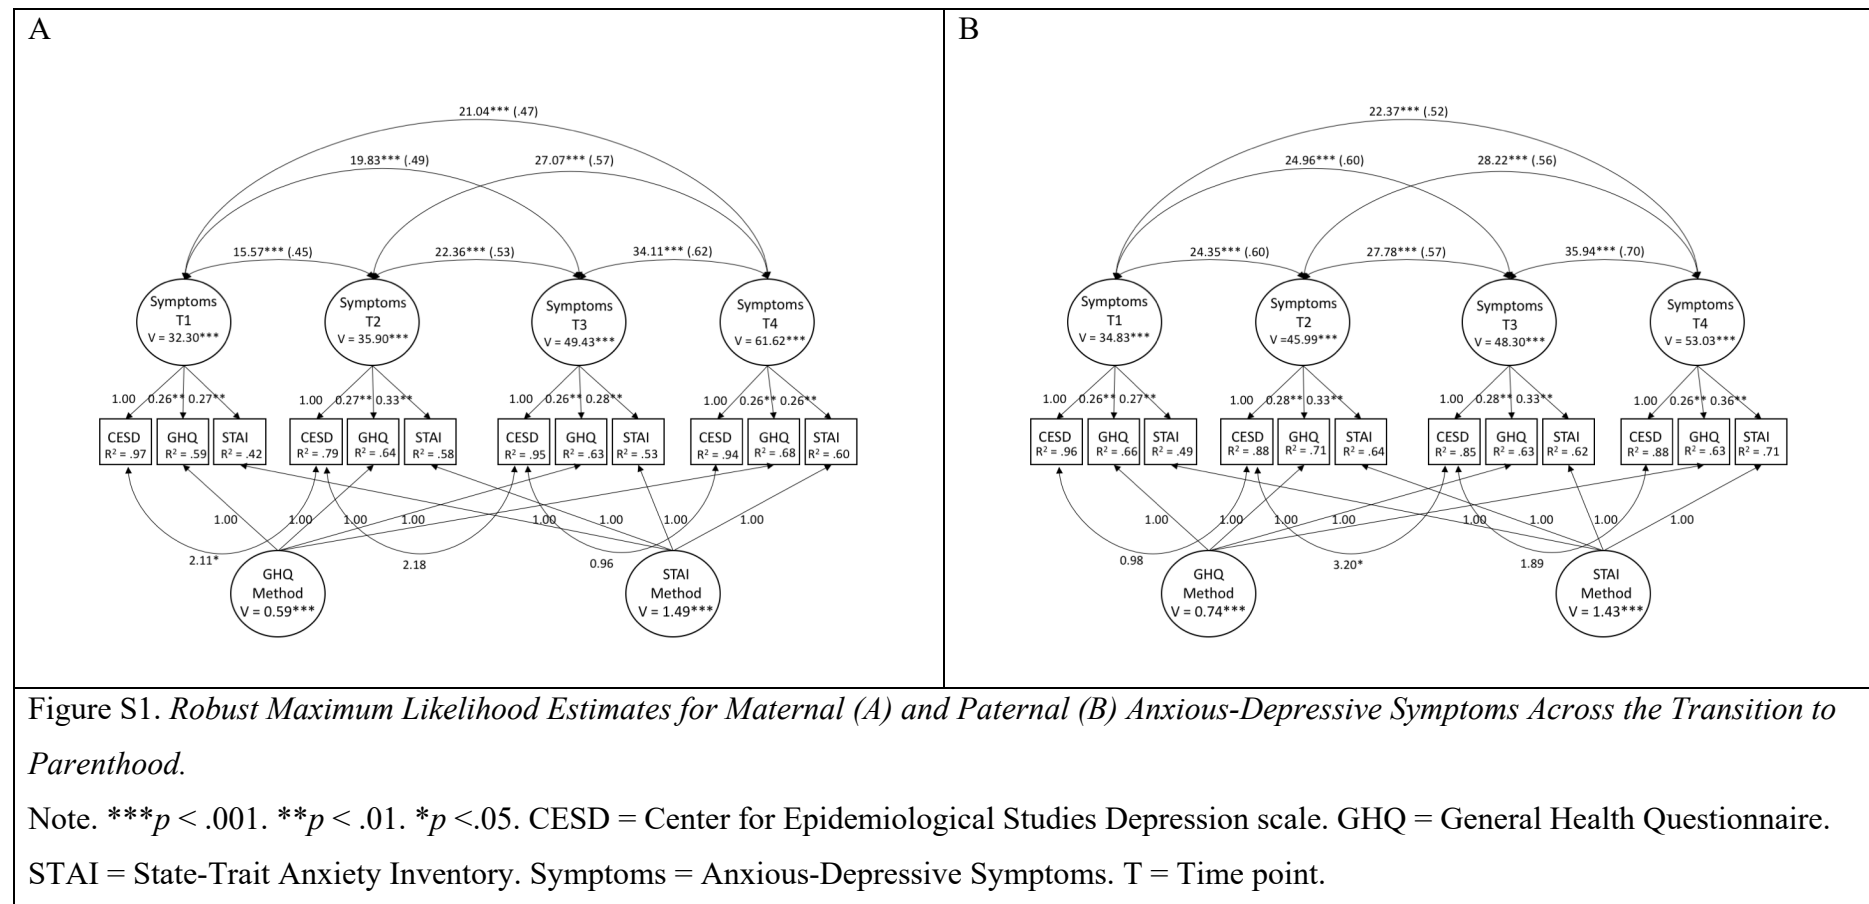 A
21.04*** (.47)
19.83*** (.49)
27.07*** (.57)
15.57*** (.45)
22.36*** (.53)
34.11*** (.62)
Symptoms
T1
V = 32.30***
Symptoms
T2
V = 35.90***
Symptoms
T3
V = 49.43***
Symptoms
T4
V = 61.62***
1.00 0.26** 0.27**
1.00 0.27** 0.33**
1.00 0.26** 0.28**
1.00 0.26** 0.26**
CESD
R² = .97
GHQ
R² = .59
STAI
R² = .42
CESD
R² = .79
GHQ
R² = .64
STAI
R² = .58
CESD
R² = .95
GHQ
R² = .63
STAI
R² = .53
CESD
R² = .94
GHQ
R² = .68
STAI
R² = .60
1.00 1.00 1.00 1.00 1.00 1.00 1.00 1.00
2.11*
2.18
0.96
GHQ
Method
V = 0.59***
STAI
Method
V = 1.49***
B
22.37*** (.52)
24.96*** (.60)
28.22*** (.56)
24.35*** (.60)
27.78*** (.57)
35.94*** (.70)
Symptoms
T1
V = 34.83***
Symptoms
T2
V =45.99***
Symptoms
T3
V = 48.30***
Symptoms
T4
V = 53.03***
1.00 0.26** 0.27**
1.00 0.28** 0.33**
1.00 0.28** 0.33**
1.00 0.26** 0.36**
CESD
R² = .96
GHQ
R² = .66
STAI
R² = .49
CESD
R² = .88
GHQ
R² = .71
STAI
R² = .64
CESD
R² = .85
GHQ
R² = .63
STAI
R² = .62
CESD
R² = .88
GHQ
R² = .63
STAI
R² = .71
1.00 1.00 1.00 1.00 1.00 1.00 1.00 1.00
0.98
3.20*
1.89
GHQ
Method
V = 0.74***
STAI
Method
V = 1.43***
Figure S1. Robust Maximum Likelihood Estimates for Maternal (A) and Paternal (B) Anxious-Depressive Symptoms Across the Transition to
Parenthood.
Note. ***p < .001. **p < .01. *p <.05. CESD = Center for Epidemiological Studies Depression scale. GHQ = General Health Questionnaire.
STAI = State-Trait Anxiety Inventory. Symptoms = Anxious-Depressive Symptoms. T = Time point.